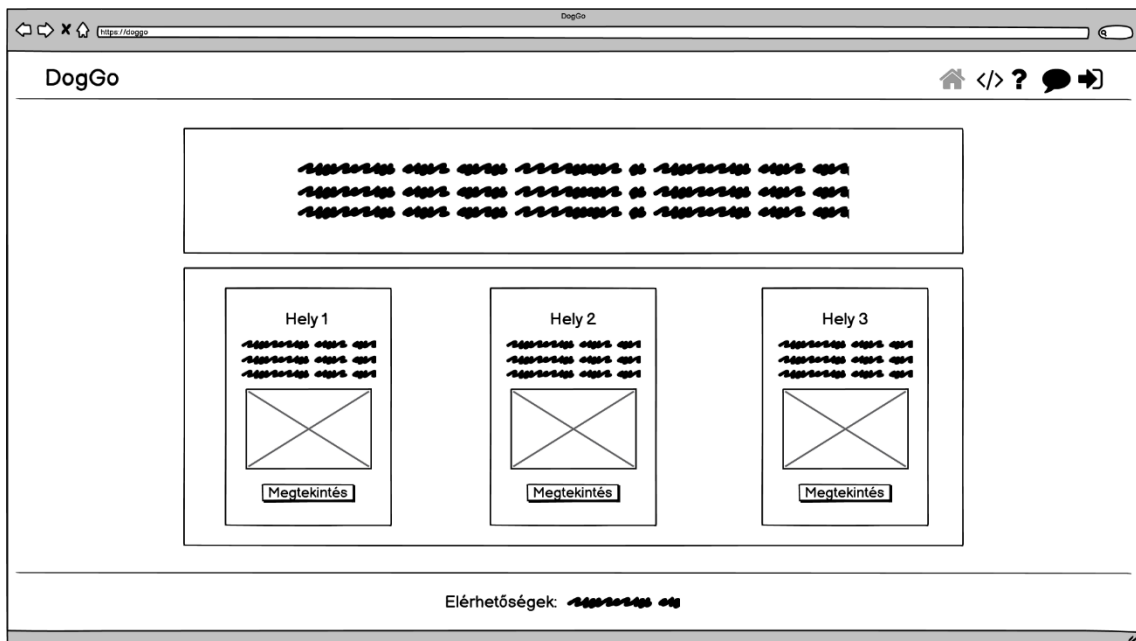 DogGo
https://doggo
DogGo </> ?
Hely 1
Hely 2
Hely 3
Megtekintés
Megtekintés
Megtekintés
Elérhetőségek: